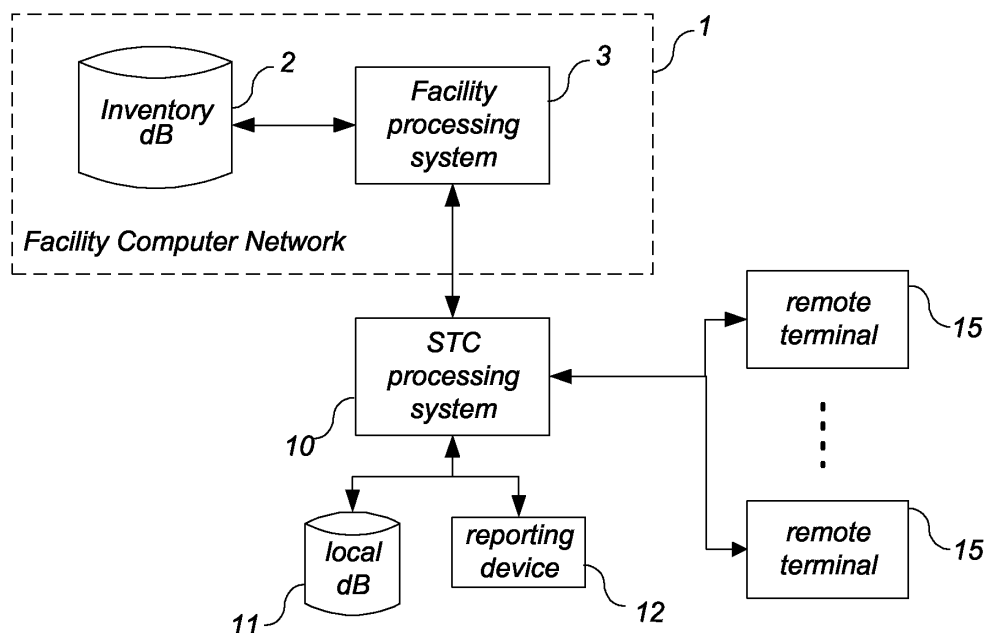 1
2
3
Inventory
dB
Facility
processing
system
Facility Computer Network
STC
processing
system
10
remote
terminal
15
local
dB
11
reporting
device
12
remote
terminal
15